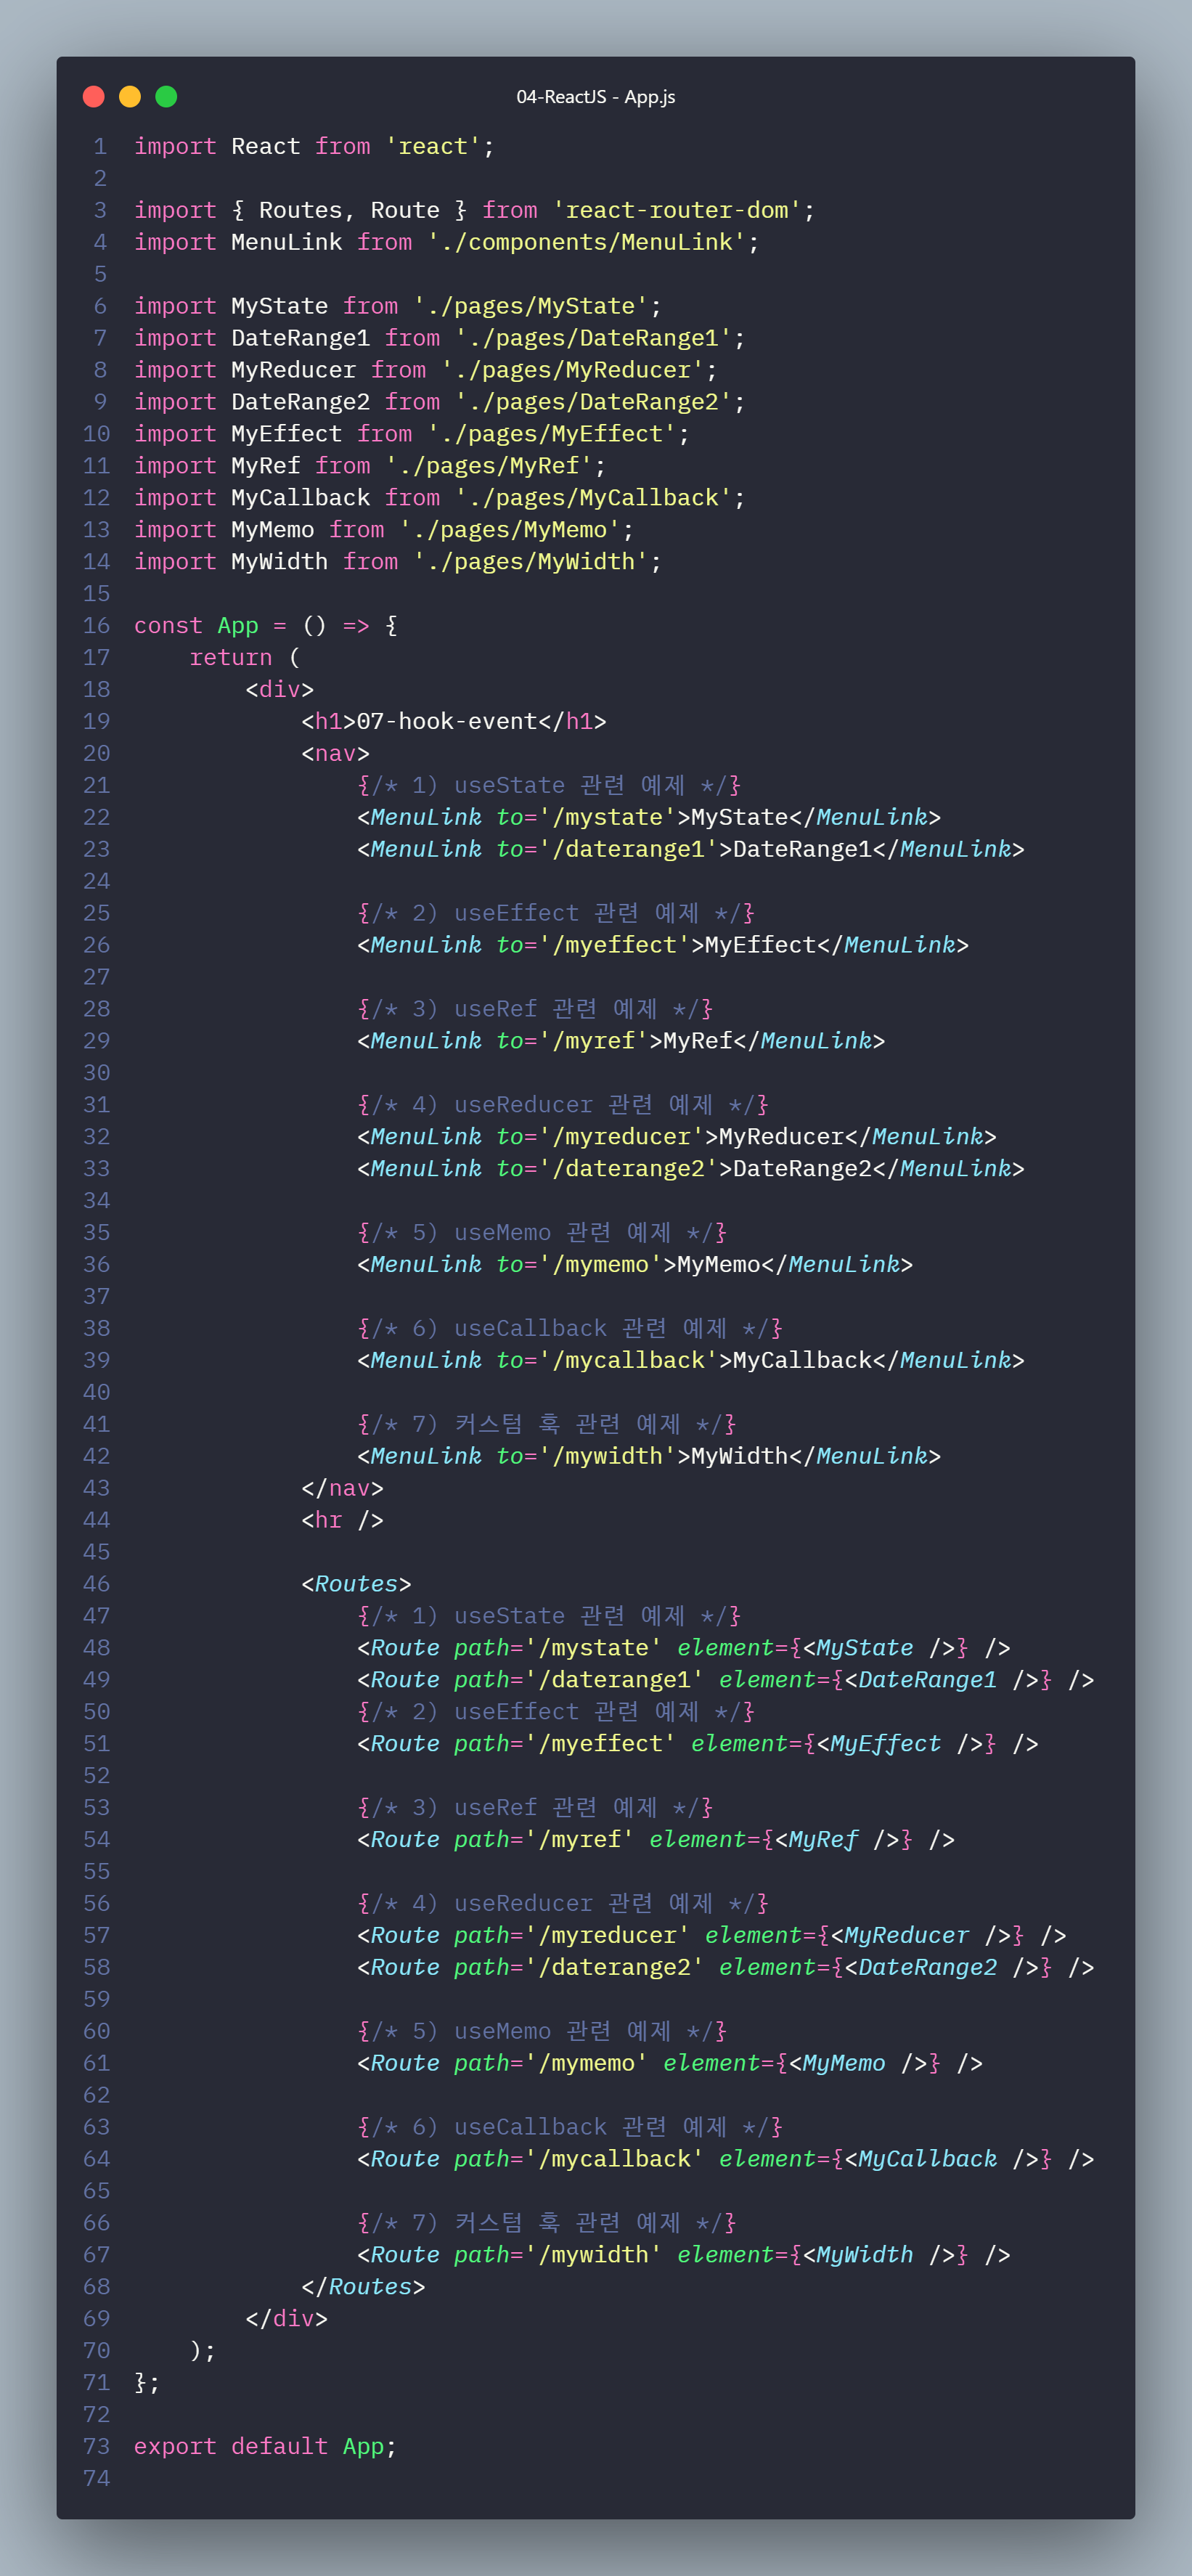 04-ReactJS - App.js
1 import React from 'react';
2
3 import { Routes, Route } from 'react-router-dom';
4 import MenuLink from './components/MenuLink';
5
6 import MyState from './pages/MyState';
7 import DateRange1 from './pages/DateRange1';
8 import MyReducer from './pages/MyReducer';
9 import DateRange2 from './pages/DateRange2';
10 import MyEffect from './pages/MyEffect';
11 import MyRef from './pages/MyRef';
12 import MyCallback from './pages/MyCallback';
13 import MyMemo from './pages/MyMemo';
14 import MyWidth from './pages/MyWidth';
15
16 const App = () => {
17     return (
18         <div>
19             <h1>07-hook-event</h1>
20             <nav>
21                 {/* 1) useState 관련 예제 */}
22                 <MenuLink to='/mystate'>MyState</MenuLink>
23                 <MenuLink to='/daterange1'>DateRange1</MenuLink>
24
25                 {/* 2) useEffect 관련 예제 */}
26                 <MenuLink to='/myeffect'>MyEffect</MenuLink>
27
28                 {/* 3) useRef 관련 예제 */}
29                 <MenuLink to='/myref'>MyRef</MenuLink>
30
31                 {/* 4) useReducer 관련 예제 */}
32                 <MenuLink to='/myreducer'>MyReducer</MenuLink>
33                 <MenuLink to='/daterange2'>DateRange2</MenuLink>
34
35                 {/* 5) useMemo 관련 예제 */}
36                 <MenuLink to='/mymemo'>MyMemo</MenuLink>
37
38                 {/* 6) useCallback 관련 예제 */}
39                 <MenuLink to='/mycallback'>MyCallback</MenuLink>
40
41                 {/* 7) 커스텀 훅 관련 예제 */}
42                 <MenuLink to='/mywidth'>MyWidth</MenuLink>
43             </nav>
44             <hr />
45
46             <Routes>
47                 {/* 1) useState 관련 예제 */}
48                 <Route path='/mystate' element={<MyState />} />
49                 <Route path='/daterange1' element={<DateRange1 />} />
50                 {/* 2) useEffect 관련 예제 */}
51                 <Route path='/myeffect' element={<MyEffect />} />
52
53                 {/* 3) useRef 관련 예제 */}
54                 <Route path='/myref' element={<MyRef />} />
55
56                 {/* 4) useReducer 관련 예제 */}
57                 <Route path='/myreducer' element={<MyReducer />} />
58                 <Route path='/daterange2' element={<DateRange2 />} />
59
60                 {/* 5) useMemo 관련 예제 */}
61                 <Route path='/mymemo' element={<MyMemo />} />
62
63                 {/* 6) useCallback 관련 예제 */}
64                 <Route path='/mycallback' element={<MyCallback />} />
65
66                 {/* 7) 커스텀 훅 관련 예제 */}
67                 <Route path='/mywidth' element={<MyWidth />} />
68             </Routes>
69         </div>
70     );
71 };
72
73 export default App;
74